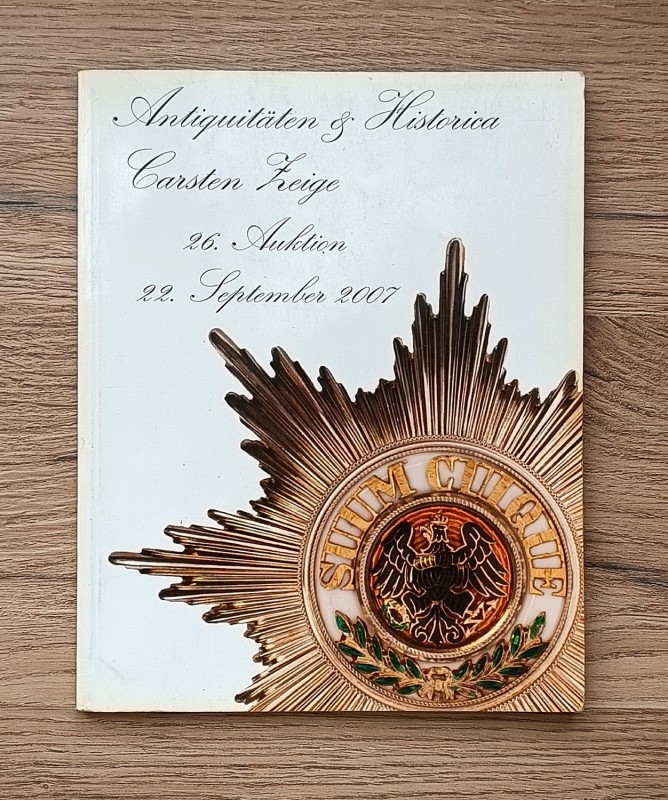 Antiquitäten & Historica
Carsten Zeige
26. Auktion
22. September 2007
SUUM CUIQUE